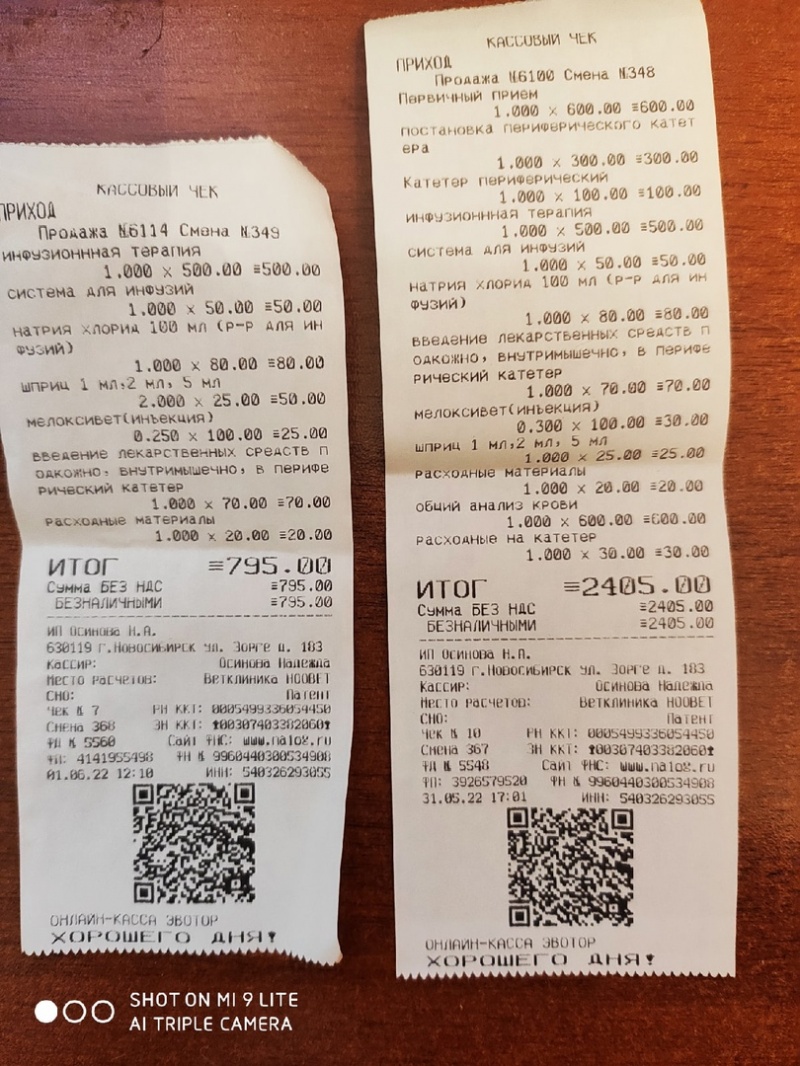 КАССОВЫЙ ЧЕК
ПРИХОД
Продажа №6114 Смена №349
инфузионнная терапия
1.000 х 500.00 ≡500.00
система для инфузий
1.000 х 50.00 ≡50.00
натрия хлорид 100 мл (р-р для ин
фузий)
1.000 х 80.00 ≡80.00
шприц 1 мл,2 мл, 5 мл
2.000 х 25.00 ≡50.00
мелоксивет(инъекция)
0.250 х 100.00 ≡25.00
введение лекарственных средств п
одкожно, внутримышечно, в перифе
рический катетер
1.000 х 70.00 ≡70.00
расходные материалы
1.000 х 20.00 ≡20.00
ИТОГ ≡795.00
Сумма БЕЗ НДС ≡795.00
БЕЗНАЛИЧНЫМИ ≡795.00
ИП Осинова Н.А.
630119 г.Новосибирск ул. Зорге д. 183
Кассир: Осинова Надежда
Место расчетов: Ветклиника НООВЕТ
СНО: Патент
Чек № 7 РН ККТ: 0005499336054450
Смена 368 ЗН ККТ: *00307403382060*
ФД № 5560 Сайт ФНС: www.nalog.ru
ФП: 4141955498 ФН № 9960440300534908
01.06.22 12:10 ИНН: 540326293055
ОНЛАЙН-КАССА ЭВОТОР
ХОРОШЕГО ДНЯ!
КАССОВЫЙ ЧЕК
ПРИХОД
Продажа №6100 Смена №348
Первичный прием
1.000 х 600.00 ≡600.00
постановка периферического катет
ера
1.000 х 300.00 ≡300.00
Катетер периферический
1.000 х 100.00 ≡100.00
инфузионнная терапия
1.000 х 500.00 ≡500.00
система для инфузий
1.000 х 50.00 ≡50.00
натрия хлорид 100 мл (р-р для ин
фузий)
1.000 х 80.00 ≡80.00
введение лекарственных средств п
одкожно, внутримышечно, в перифе
рический катетер
1.000 х 70.00 ≡70.00
мелоксивет(инъекция)
0.300 х 100.00 ≡30.00
шприц 1 мл,2 мл, 5 мл
1.000 х 25.00 ≡25.00
расходные материалы
1.000 х 20.00 ≡20.00
общий анализ крови
1.000 х 600.00 ≡600.00
расходные на катетер
1.000 х 30.00 ≡30.00
ИТОГ ≡2405.00
Сумма БЕЗ НДС ≡2405.00
БЕЗНАЛИЧНЫМИ ≡2405.00
ИП Осинова Н.А.
630119 г.Новосибирск ул. Зорге д. 183
Кассир: Осинова Надежда
Место расчетов: Ветклиника НООВЕТ
СНО: Патент
Чек № 10 РН ККТ: 0005499336054450
Смена 367 ЗН ККТ: *00307403382060*
ФД № 5548 Сайт ФНС: www.nalog.ru
ФП: 3926579520 ФН № 9960440300534908
31.05.22 17:01 ИНН: 540326293055
ОНЛАЙН-КАССА ЭВОТОР
ХОРОШЕГО ДНЯ!
SHOT ON MI 9 LITE
AI TRIPLE CAMERA